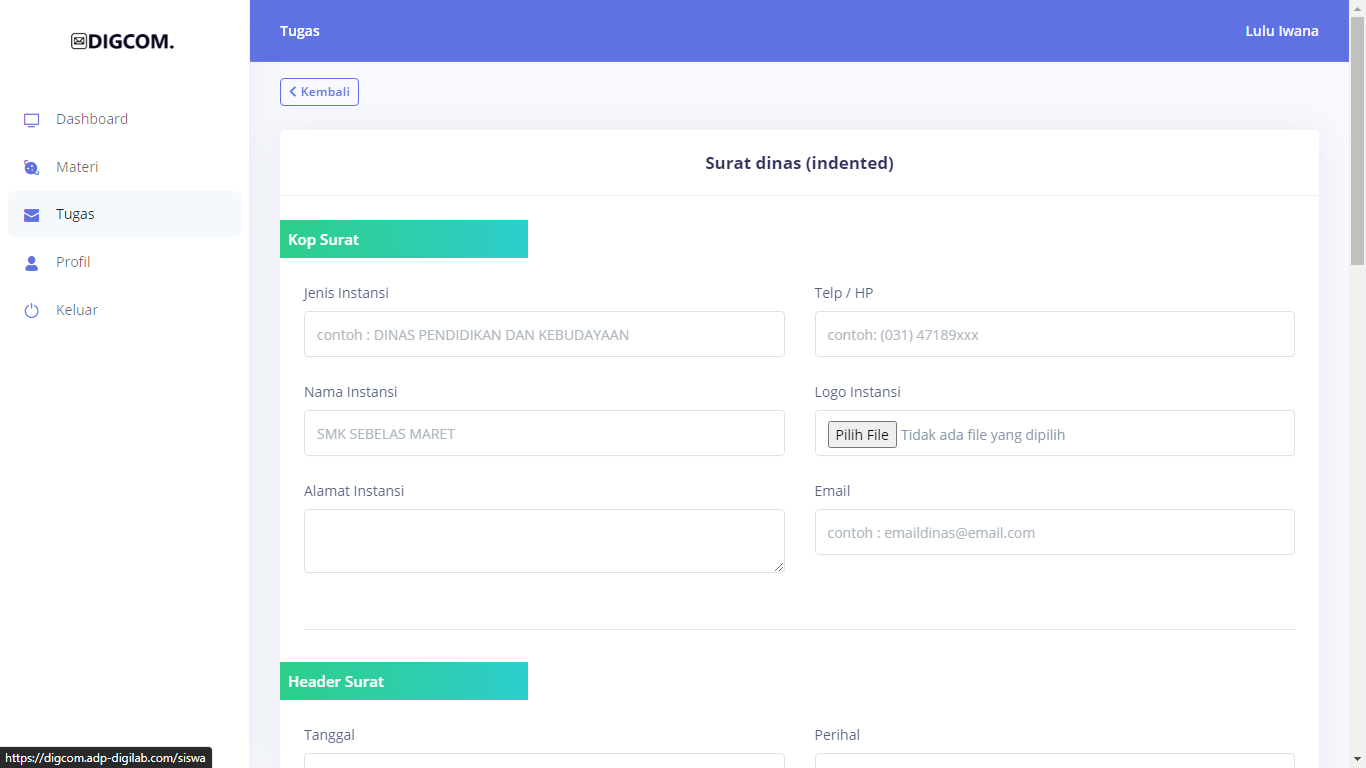 DIGCOM.
Dashboard
Materi
Tugas
Profil
Keluar
Tugas
Lulu Iwana
Kembali
Surat dinas (indented)
Kop Surat
Jenis Instansi
contoh : DINAS PENDIDIKAN DAN KEBUDAYAAN
Telp / HP
contoh: (031) 47189xxx
Nama Instansi
SMK SEBELAS MARET
Logo Instansi
Pilih File Tidak ada file yang dipilih
Alamat Instansi
Email
contoh : emaildinas@email.com
Header Surat
Tanggal
Perihal
https://digcom.adp-digilab.com/siswa